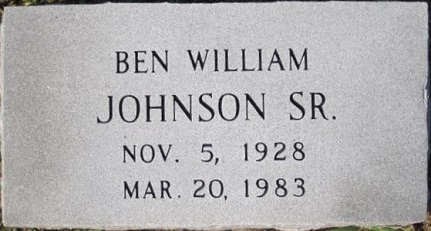 BEN WILLIAM
JOHNSON SR.
NOV. 5, 1928
MAR. 20, 1983